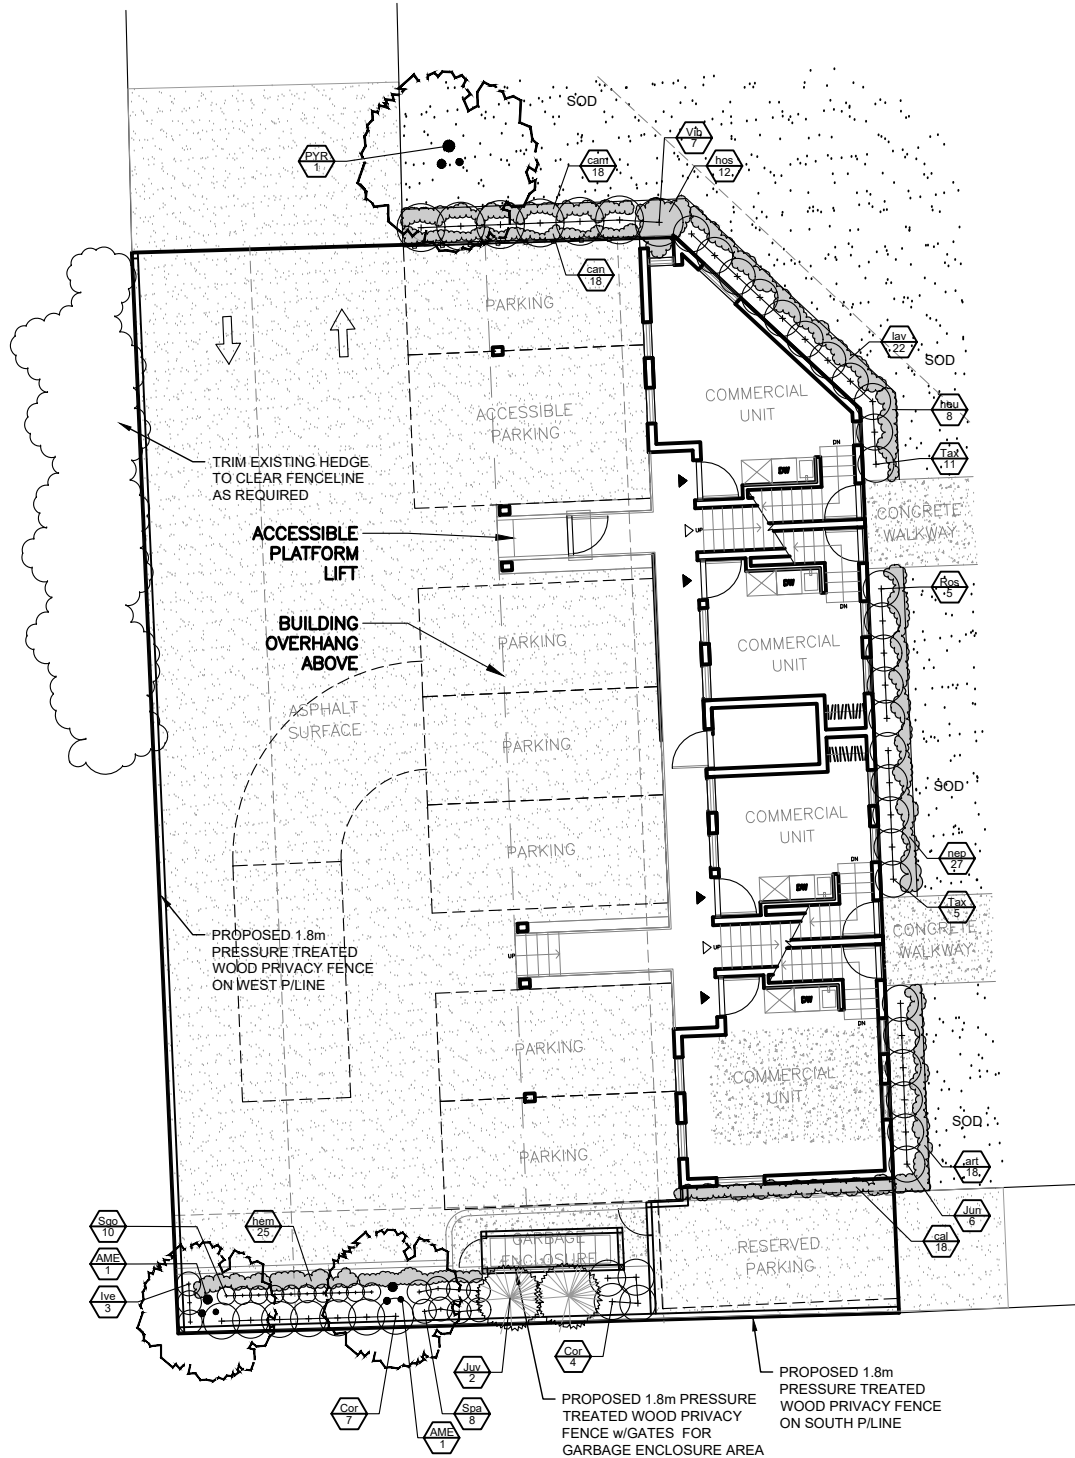 SOD
Vib
7
PYR
1
cam
18
hos
12
can
18
PARKING
lav
22
SOD
COMMERCIAL
UNIT
heu
8
ACCESSIBLE
PARKING
DN
Tax
11
TRIM EXISTING HEDGE
TO CLEAR FENCELINE
AS REQUIRED
DW
CONCRETE
WALKWAY
ACCESSIBLE
PLATFORM
LIFT
UP
DW
Ros
5
DN
BUILDING
OVERHANG
ABOVE
PARKING
COMMERCIAL
UNIT
ASPHALT
SURFACE
PARKING
SOD
COMMERCIAL
UNIT
PARKING
nep
27
DN
DW
Tax
5
CONCRETE
WALKWAY
PROPOSED 1.8m
PRESSURE TREATED
WOOD PRIVACY FENCE
ON WEST P/LINE
UP
UP
DW
DN
PARKING
COMMERCIAL
UNIT
SOD
PARKING
art
18
Jun
6
cal
18
Sgo
10
hem
25
GARBAGE
ENCLOSURE
RESERVED
PARKING
AME
1
Ive
3
Juv
2
Cor
4
PROPOSED 1.8m
PRESSURE TREATED
WOOD PRIVACY FENCE
ON SOUTH P/LINE
Cor
7
Spa
8
AME
1
PROPOSED 1.8m PRESSURE
TREATED WOOD PRIVACY
FENCE w/GATES FOR
GARBAGE ENCLOSURE AREA